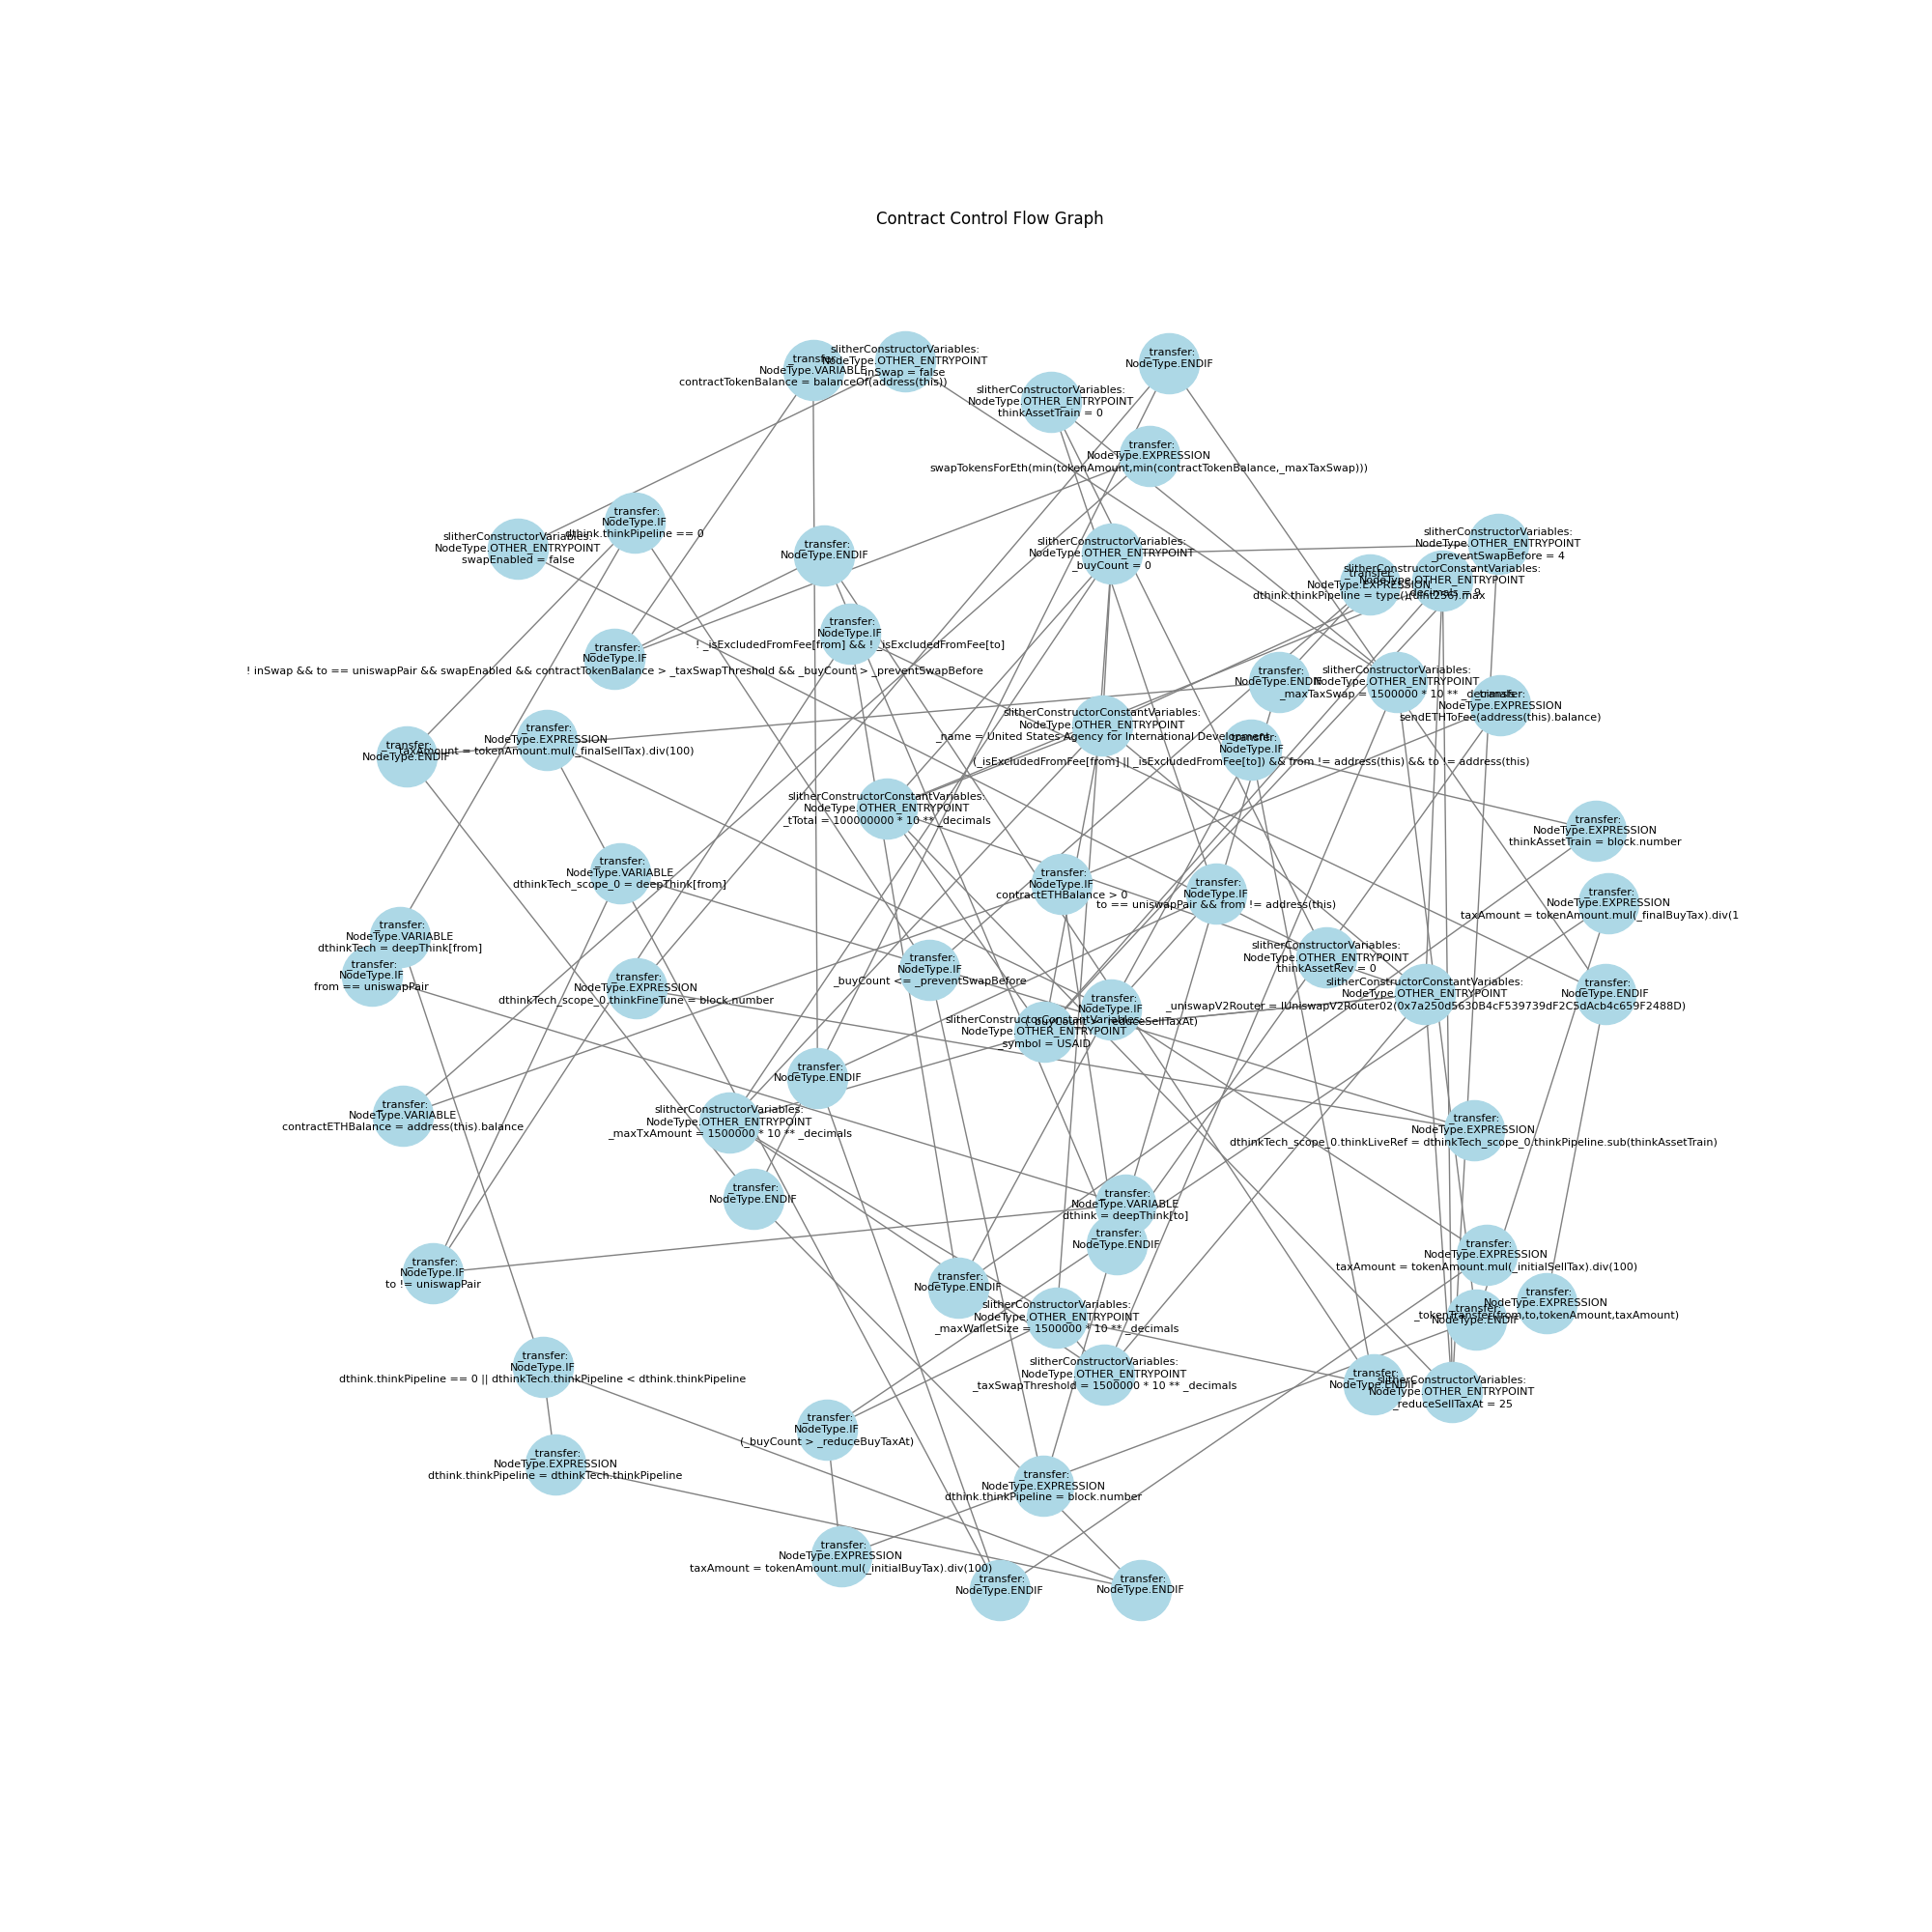 Contract Control Flow Graph
_transfer:
NodeType.VARIABLE
contractTokenBalance = balanceOf(address(this))
slitherConstructorVariables:
NodeType.OTHER_ENTRYPOINT
inSwap = false
_transfer:
NodeType.ENDIF
slitherConstructorVariables:
NodeType.OTHER_ENTRYPOINT
thinkAssetTrain = 0
_transfer:
NodeType.EXPRESSION
swapTokensForEth(min(tokenAmount,min(contractTokenBalance,_maxTaxSwap)))
_transfer:
NodeType.IF
dthink.thinkPipeline == 0
slitherConstructorVariables:
NodeType.OTHER_ENTRYPOINT
swapEnabled = false
_transfer:
NodeType.ENDIF
slitherConstructorVariables:
NodeType.OTHER_ENTRYPOINT
_buyCount = 0
slitherConstructorVariables:
NodeType.OTHER_ENTRYPOINT
_preventSwapBefore = 4
slitherConstructorConstantVariables:
NodeType.OTHER_ENTRYPOINT
_decimals = 9
_transfer:
NodeType.EXPRESSION
dthink.thinkPipeline = type()(uint256).max
_transfer:
NodeType.IF
! _isExcludedFromFee[from] && ! _isExcludedFromFee[to]
_transfer:
NodeType.IF
! inSwap && to == uniswapPair && swapEnabled && contractTokenBalance > _taxSwapThreshold && _buyCount > _preventSwapBefore
_transfer:
NodeType.ENDIF
slitherConstructorVariables:
NodeType.OTHER_ENTRYPOINT
_maxTaxSwap = 1500000 * 10 ** _decimals
_transfer:
NodeType.EXPRESSION
sendETHToFee(address(this).balance)
slitherConstructorConstantVariables:
NodeType.OTHER_ENTRYPOINT
_name = United States Agency for International Development
_transfer:
NodeType.EXPRESSION
taxAmount = tokenAmount.mul(_finalSellTax).div(100)
_transfer:
NodeType.ENDIF
_transfer:
NodeType.IF
(_isExcludedFromFee[from] || _isExcludedFromFee[to]) && from != address(this) && to != address(this)
slitherConstructorConstantVariables:
NodeType.OTHER_ENTRYPOINT
_tTotal = 100000000 * 10 ** _decimals
_transfer:
NodeType.EXPRESSION
thinkAssetTrain = block.number
_transfer:
NodeType.VARIABLE
dthinkTech_scope_0 = deepThink[from]
_transfer:
NodeType.IF
contractETHBalance > 0
_transfer:
NodeType.IF
to == uniswapPair && from != address(this)
_transfer:
NodeType.EXPRESSION
taxAmount = tokenAmount.mul(_finalBuyTax).div(1
_transfer:
NodeType.VARIABLE
dthinkTech = deepThink[from]
_transfer:
NodeType.IF
from == uniswapPair
_transfer:
NodeType.IF
_buyCount <= _preventSwapBefore
slitherConstructorVariables:
NodeType.OTHER_ENTRYPOINT
thinkAssetRev = 0
_transfer:
NodeType.EXPRESSION
dthinkTech_scope_0.thinkFineTune = block.number
slitherConstructorConstantVariables:
NodeType.OTHER_ENTRYPOINT
_uniswapV2Router = IUniswapV2Router02(0x7a250d5630B4cF539739dF2C5dAcb4c659F2488D)
_transfer:
NodeType.ENDIF
_transfer:
NodeType.IF
(_buyCount > _reduceSellTaxAt)
slitherConstructorConstantVariables:
NodeType.OTHER_ENTRYPOINT
_symbol = USAID
_transfer:
NodeType.ENDIF
_transfer:
NodeType.VARIABLE
contractETHBalance = address(this).balance
slitherConstructorVariables:
NodeType.OTHER_ENTRYPOINT
_maxTxAmount = 1500000 * 10 ** _decimals
_transfer:
NodeType.EXPRESSION
dthinkTech_scope_0.thinkLiveRef = dthinkTech_scope_0.thinkPipeline.sub(thinkAssetTrain)
_transfer:
NodeType.ENDIF
_transfer:
NodeType.VARIABLE
dthink = deepThink[to]
_transfer:
NodeType.ENDIF
_transfer:
NodeType.EXPRESSION
taxAmount = tokenAmount.mul(_initialSellTax).div(100)
_transfer:
NodeType.IF
to != uniswapPair
_transfer:
NodeType.ENDIF
slitherConstructorVariables:
NodeType.OTHER_ENTRYPOINT
_maxWalletSize = 1500000 * 10 ** _decimals
_transfer:
NodeType.EXPRESSION
_tokenTransfer(from,to,tokenAmount,taxAmount)
_transfer:
NodeType.ENDIF
_transfer:
NodeType.IF
dthink.thinkPipeline == 0 || dthinkTech.thinkPipeline < dthink.thinkPipeline
slitherConstructorVariables:
NodeType.OTHER_ENTRYPOINT
_taxSwapThreshold = 1500000 * 10 ** _decimals
_transfer:
NodeType.ENDIF
slitherConstructorVariables:
NodeType.OTHER_ENTRYPOINT
_reduceSellTaxAt = 25
_transfer:
NodeType.IF
(_buyCount > _reduceBuyTaxAt)
_transfer:
NodeType.EXPRESSION
dthink.thinkPipeline = dthinkTech.thinkPipeline
_transfer:
NodeType.EXPRESSION
dthink.thinkPipeline = block.number
_transfer:
NodeType.EXPRESSION
taxAmount = tokenAmount.mul(_initialBuyTax).div(100)
_transfer:
NodeType.ENDIF
_transfer:
NodeType.ENDIF